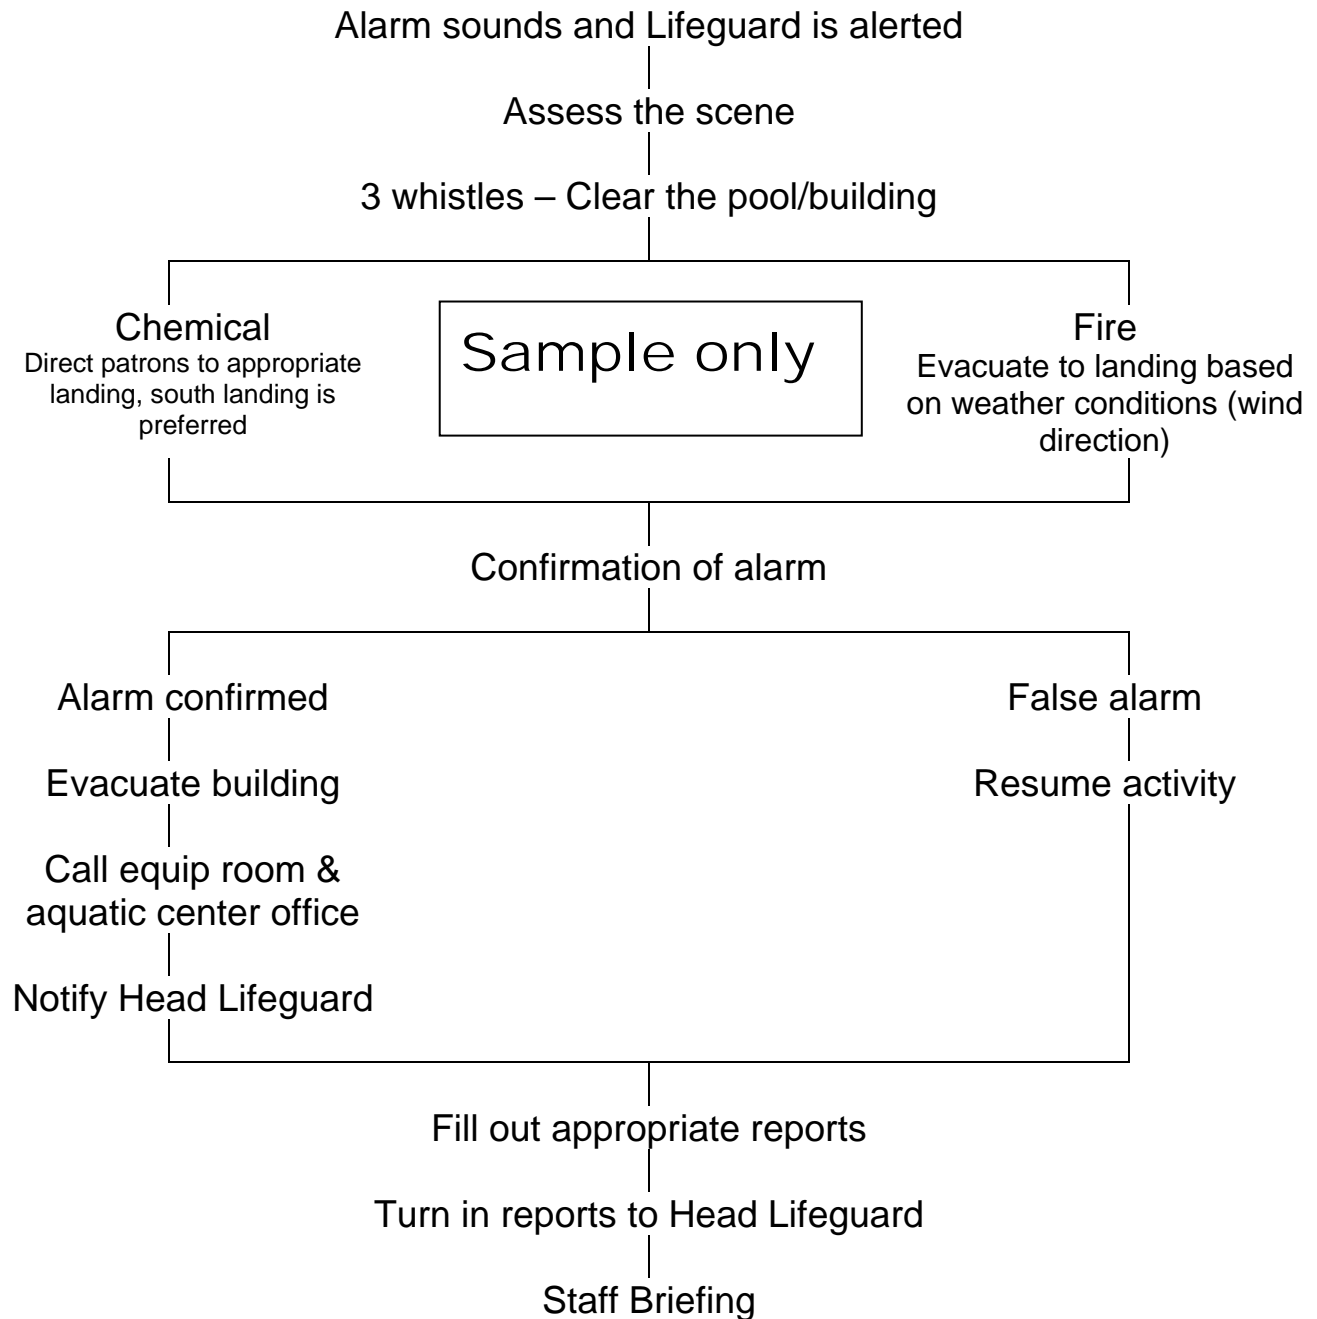 Alarm sounds and Lifeguard is alerted
Assess the scene
3 whistles – Clear the pool/building
Chemical
Direct patrons to appropriate
landing, south landing is
preferred
Sample only
Fire
Evacuate to landing based
on weather conditions (wind
direction)
Confirmation of alarm
Alarm confirmed
Evacuate building
Call equip room &
aquatic center office
Notify Head Lifeguard
False alarm
Resume activity
Fill out appropriate reports
Turn in reports to Head Lifeguard
Staff Briefing